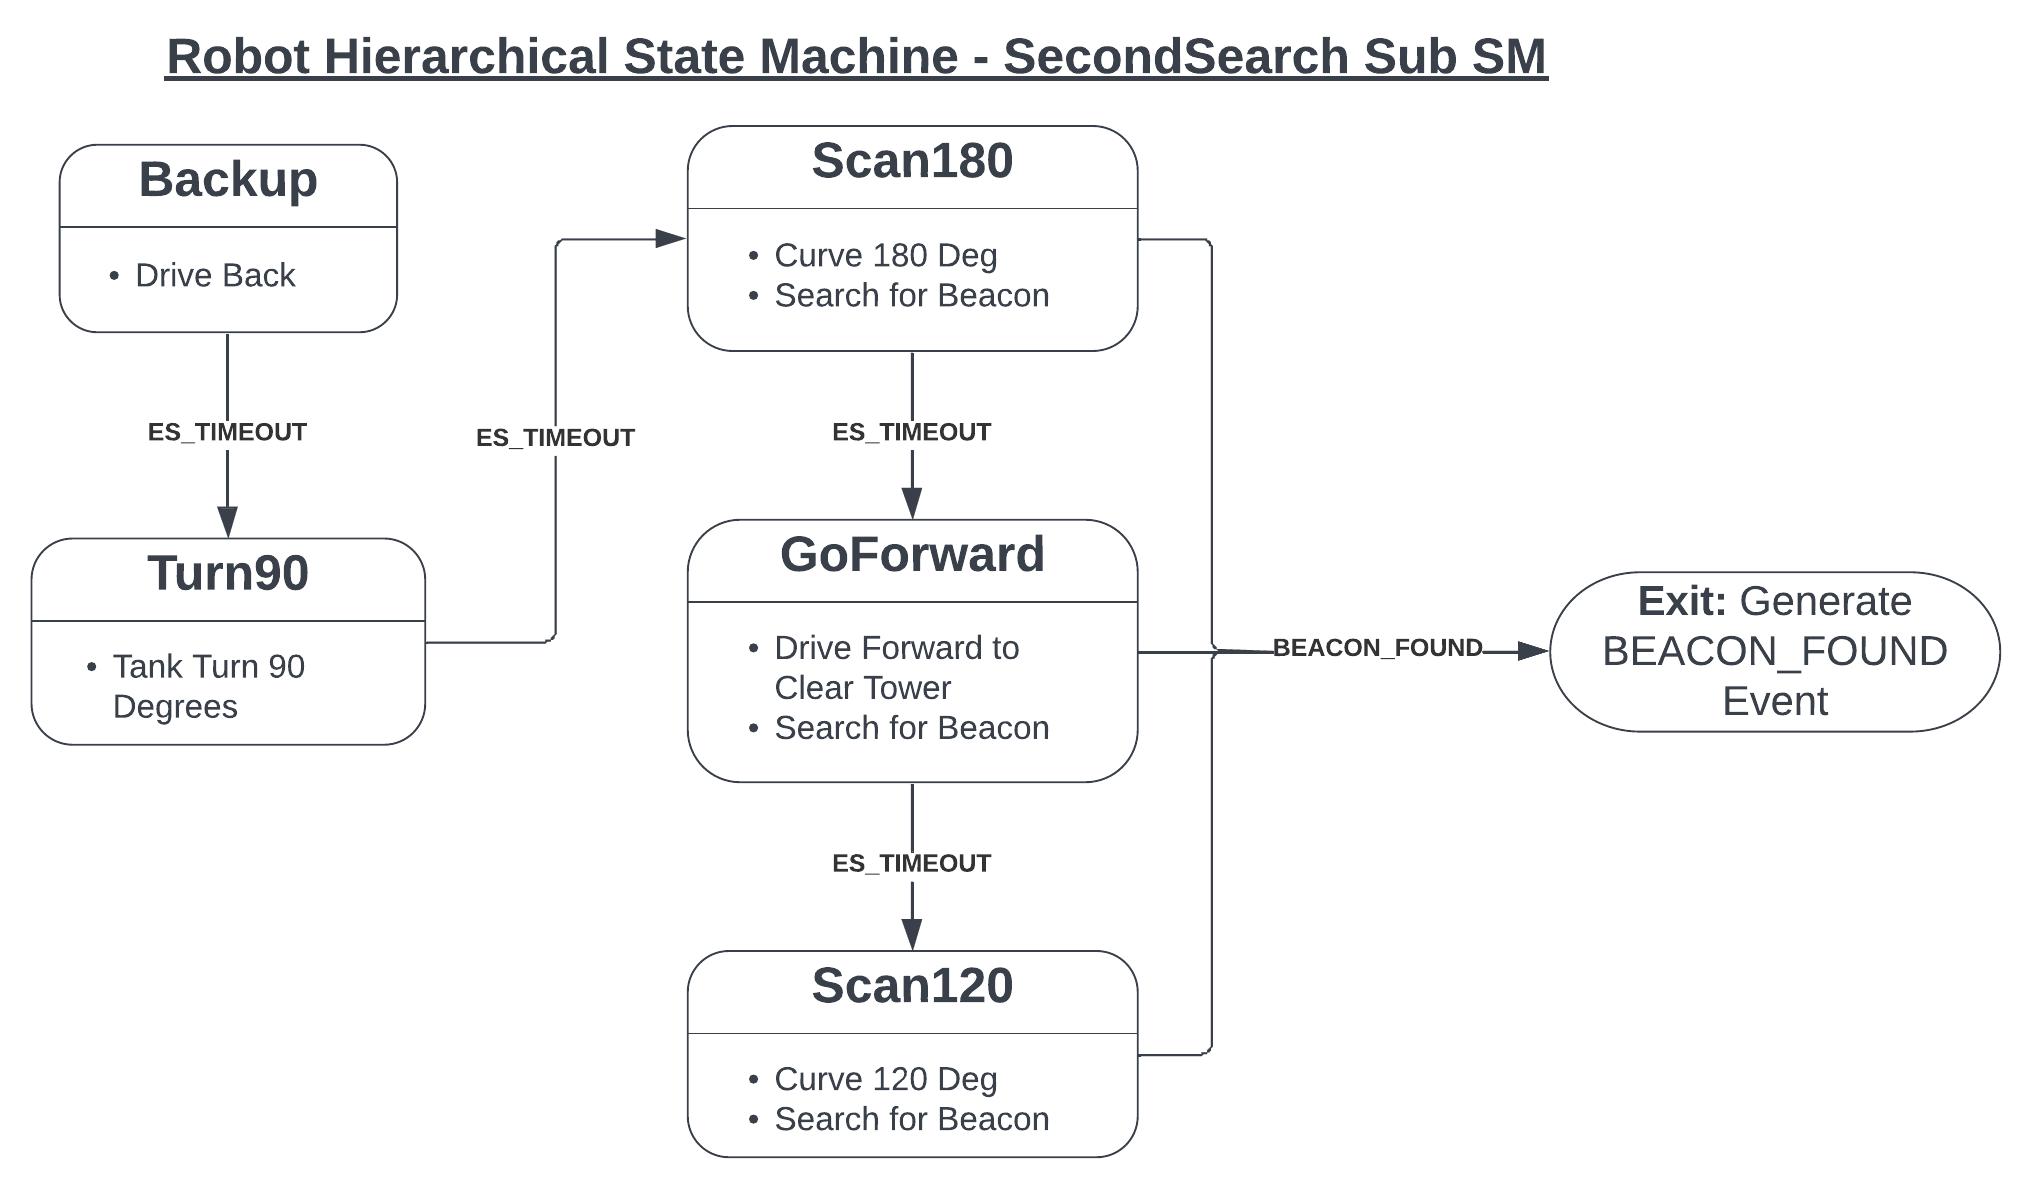 Robot Hierarchical State Machine - SecondSearch Sub SM
Backup
• Drive Back
ES_TIMEOUT
Turn90
• Tank Turn 90
Degrees
ES_TIMEOUT
Scan180
• Curve 180 Deg
• Search for Beacon
ES_TIMEOUT
GoForward
• Drive Forward to
Clear Tower
• Search for Beacon
ES_TIMEOUT
Scan120
• Curve 120 Deg
• Search for Beacon
BEACON_FOUND
Exit: Generate
BEACON_FOUND
Event